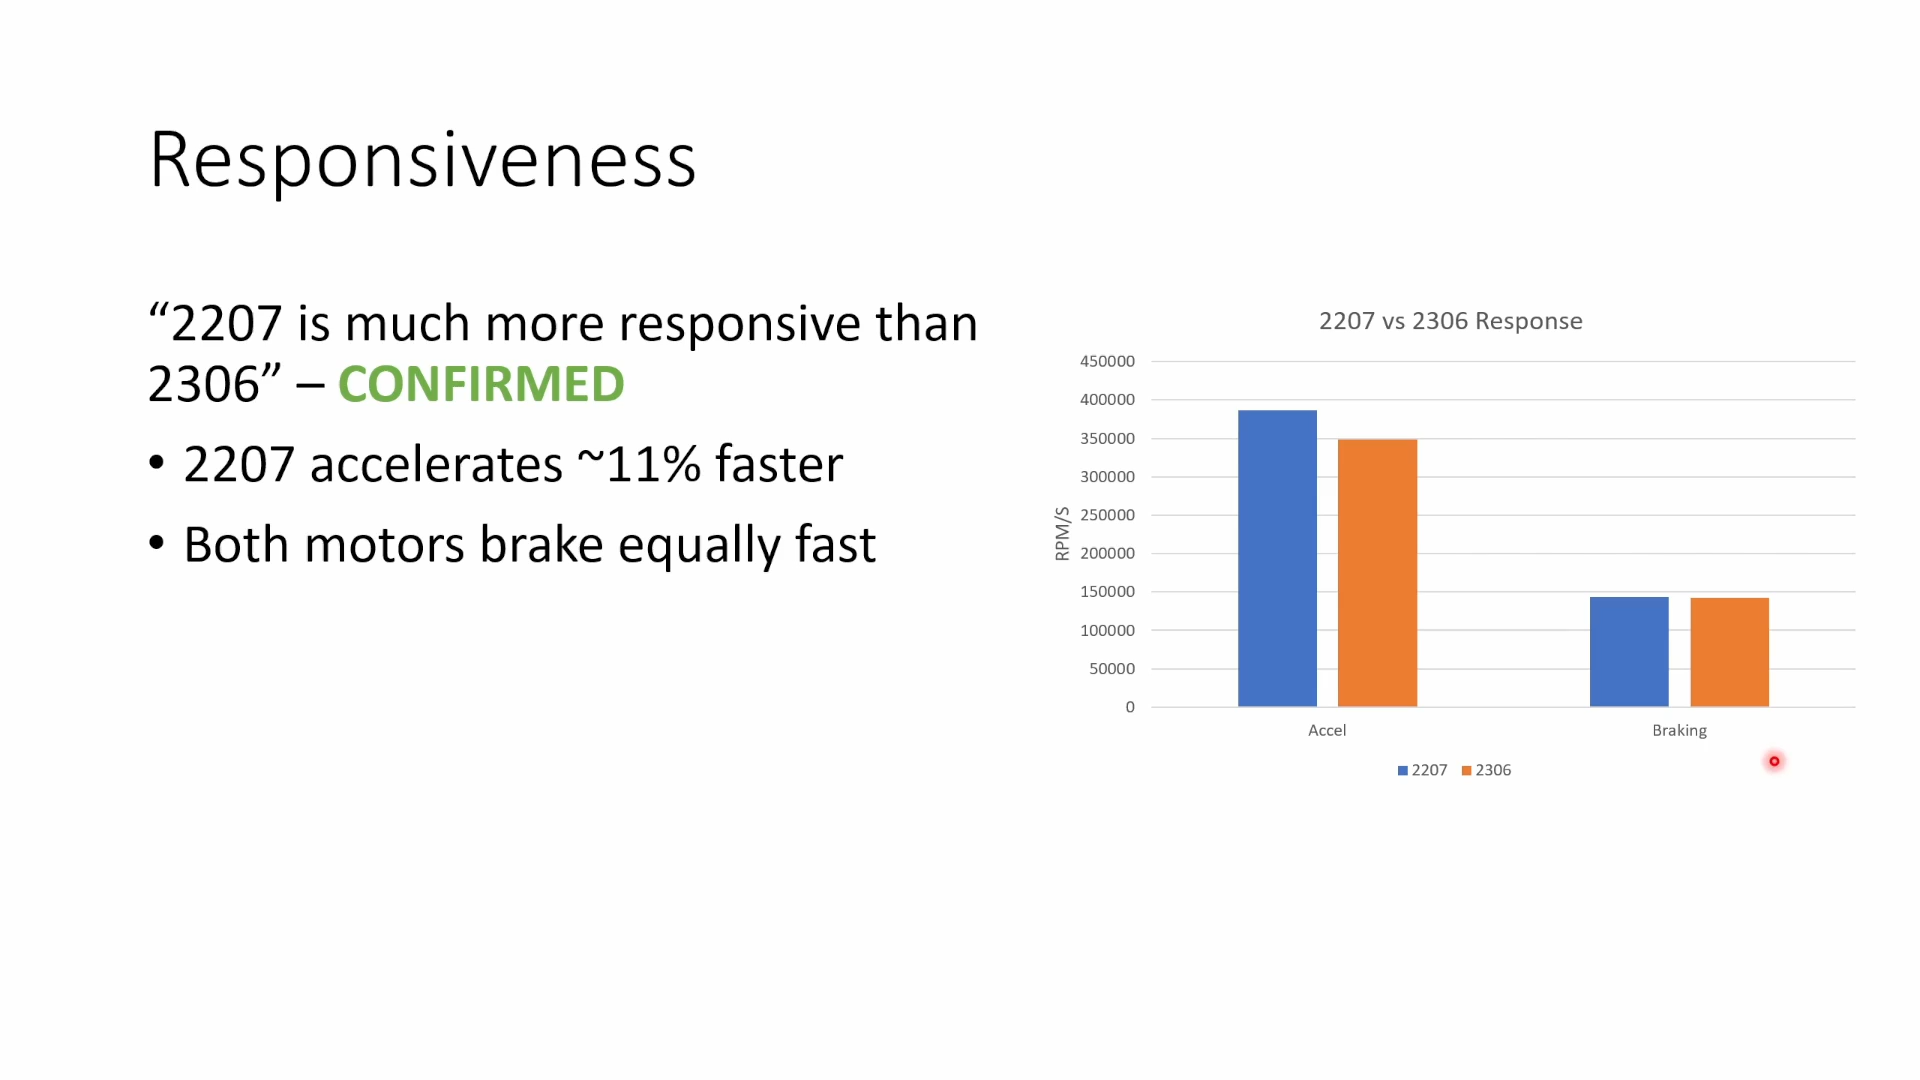 Responsiveness
“2207 is much more responsive than
2306” – CONFIRMED
• 2207 accelerates ~11% faster
• Both motors brake equally fast
2207 vs 2306 Response
450000
400000
350000
300000
250000
200000
150000
100000
50000
0
RPM/S
Accel
Braking
2207 2306